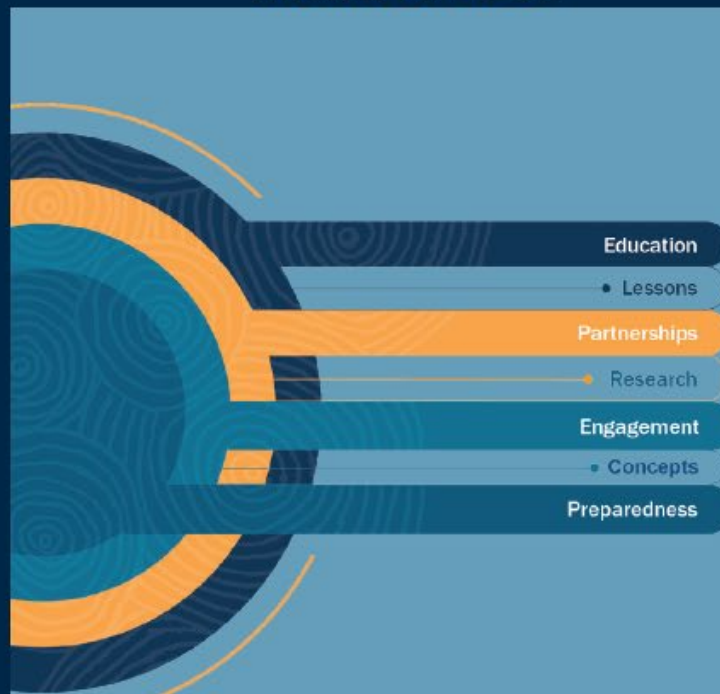 Education
Lessons
Partnerships
Research
Engagement
Concepts
Preparedness